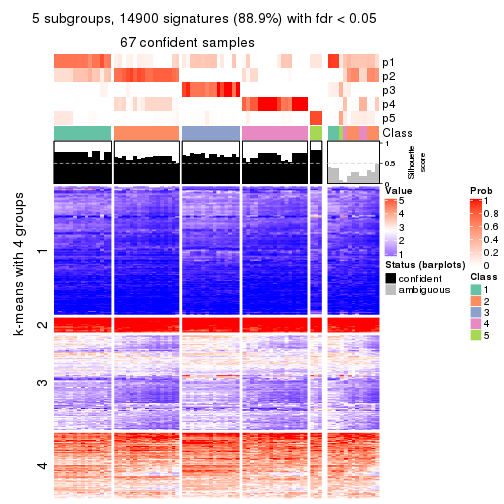 5 subgroups, 14900 signatures (88.9%) with fdr < 0.05
67 confident samples
p1
p2
p3
p4
p5
Class
1
0.5
0
Silhouette
score
k-means with 4 groups
1
2
3
4
Value
5
4
3
2
1
Status (barplots)
confident
ambiguous
Prob
1
0.8
0.6
0.4
0.2
0
Class
1
2
3
4
5